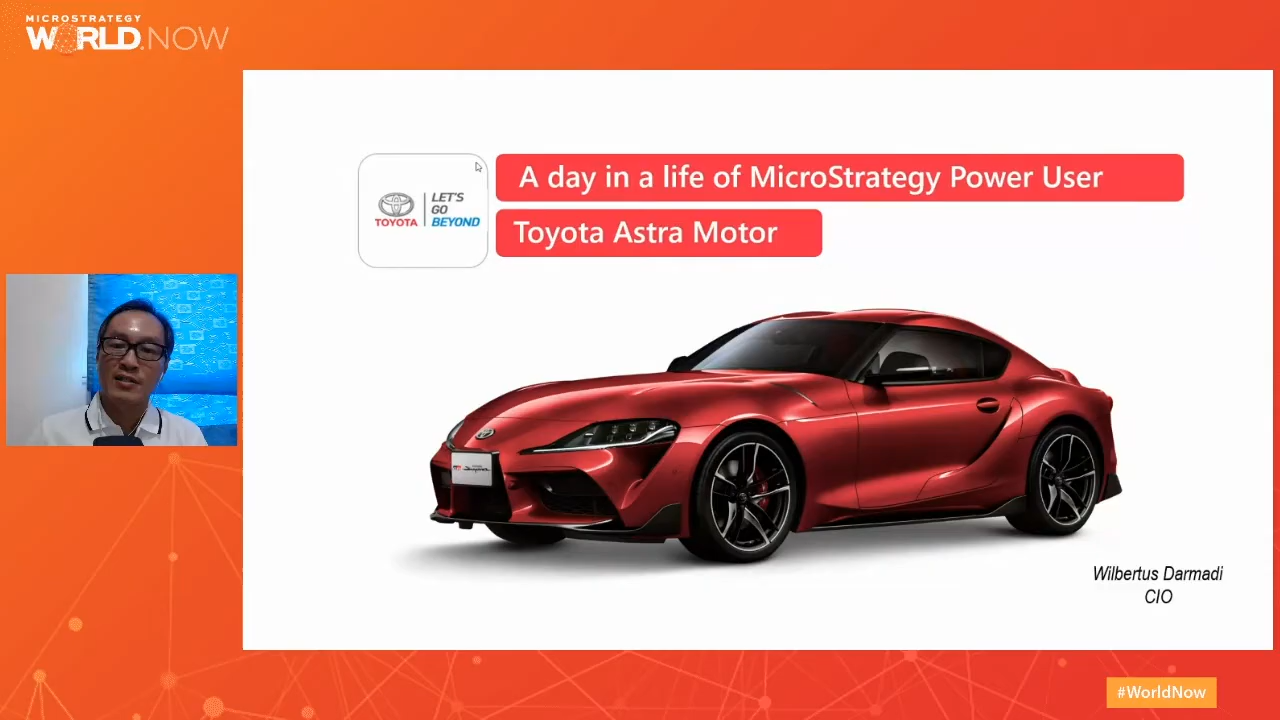 MICROSTRATEGY
WORLD.NOW
TOYOTA
LET'S
GO
BEYOND
A day in a life of MicroStrategy Power User
Toyota Astra Motor
Wilbertus Darmadi
CIO
#WorldNow